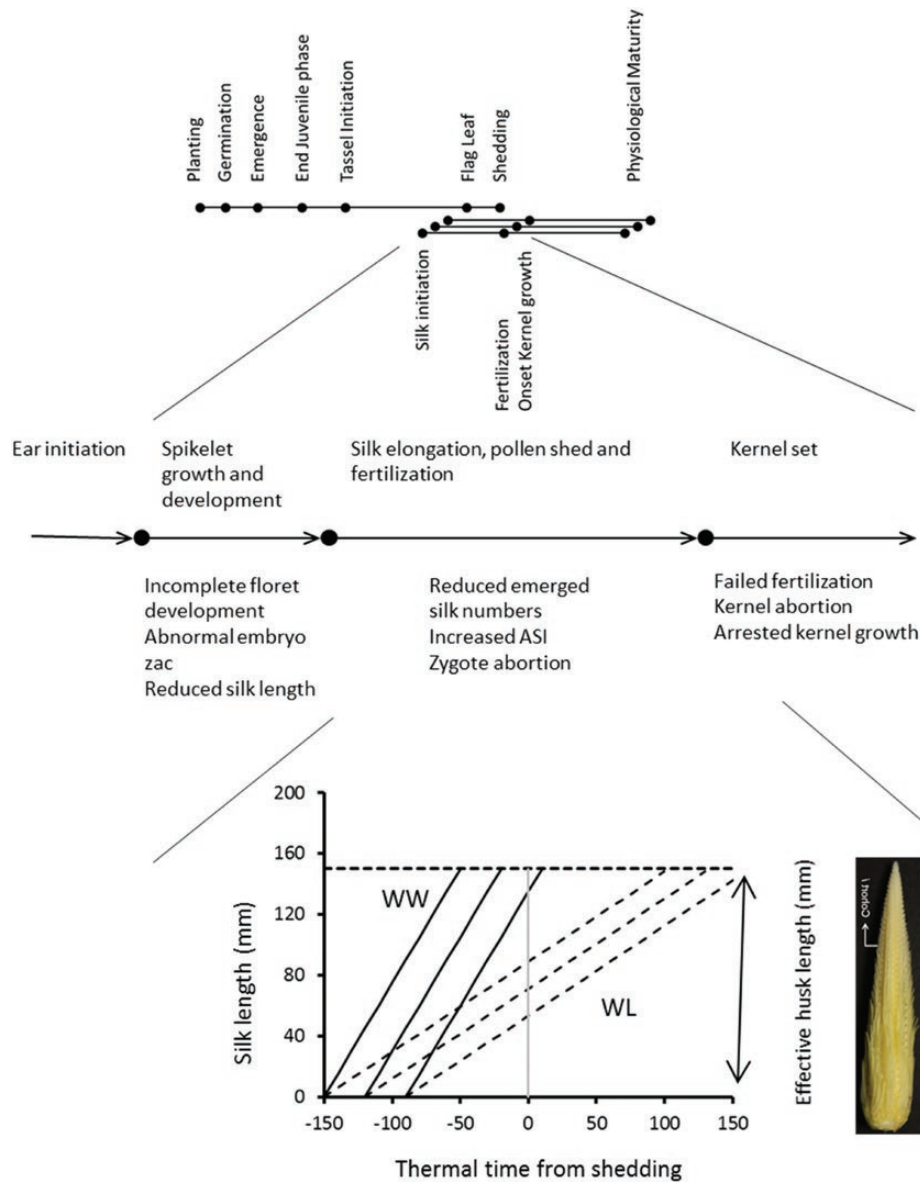 Planting
Germination
Emergence
End Juvenile phase
Tassel Initiation
Flag Leaf
Shedding
Physiological Maturity
Silk initiation
Fertilization
Onset Kernel growth
Ear initiation
Spikelet
growth and
development
Silk elongation, pollen shed and
fertilization
Kernel set
Incomplete floret
development
Abnormal embryo
zac
Reduced silk length
Reduced emerged
silk numbers
Increased ASI
Zygote abortion
Failed fertilization
Kernel abortion
Arrested kernel growth
200
160
120
80
40
0
Silk length (mm)
WW
WL
-150
-100
-50
0
50
100
150
Thermal time from shedding
Effective husk length (mm)
Cohort 1